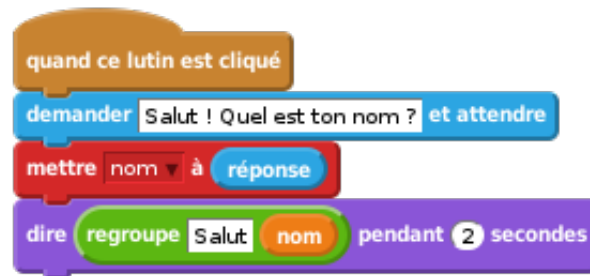 quand ce lutin est cliqué
demander Salut ! Quel est ton nom ? et attendre
mettre nom à réponse
dire regroupe Salut nom pendant 2 secondes